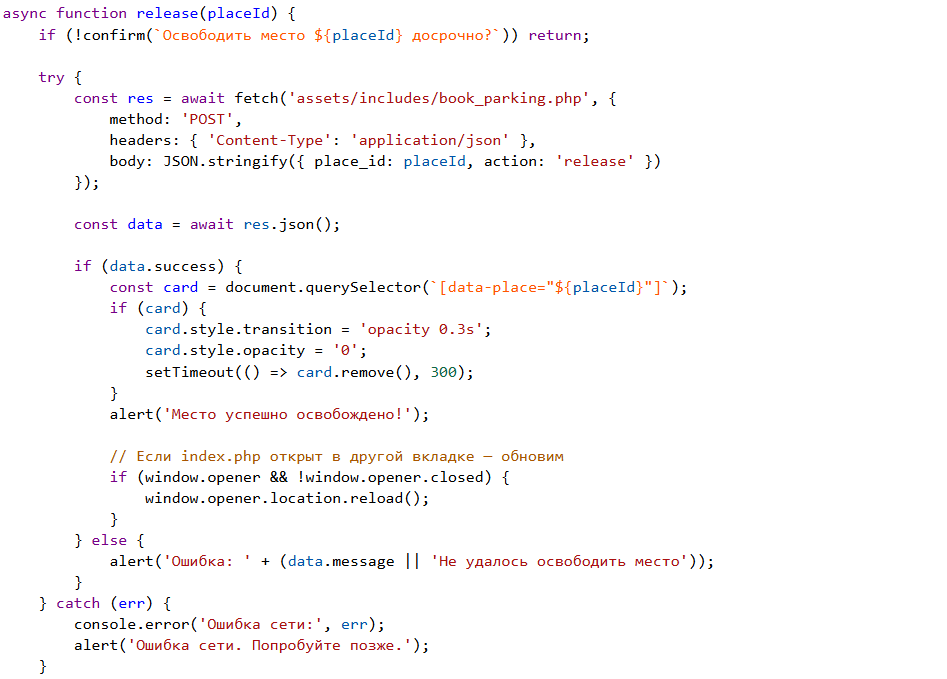 async function release(placeId) {
    if (!confirm(`Освободить место ${placeId} досрочно?`)) return;

    try {
        const res = await fetch('assets/includes/book_parking.php', {
            method: 'POST',
            headers: { 'Content-Type': 'application/json' },
            body: JSON.stringify({ place_id: placeId, action: 'release' })
        });

        const data = await res.json();

        if (data.success) {
            const card = document.querySelector(`[data-place="${placeId}"]`);
            if (card) {
                card.style.transition = 'opacity 0.3s';
                card.style.opacity = '0';
                setTimeout(() => card.remove(), 300);
            }
            alert('Место успешно освобождено!');

            // Если index.php открыт в другой вкладке — обновим
            if (window.opener && !window.opener.closed) {
                window.opener.location.reload();
            }
        } else {
            alert('Ошибка: ' + (data.message || 'Не удалось освободить место'));
        }
    } catch (err) {
        console.error('Ошибка сети:', err);
        alert('Ошибка сети. Попробуйте позже.');
    }